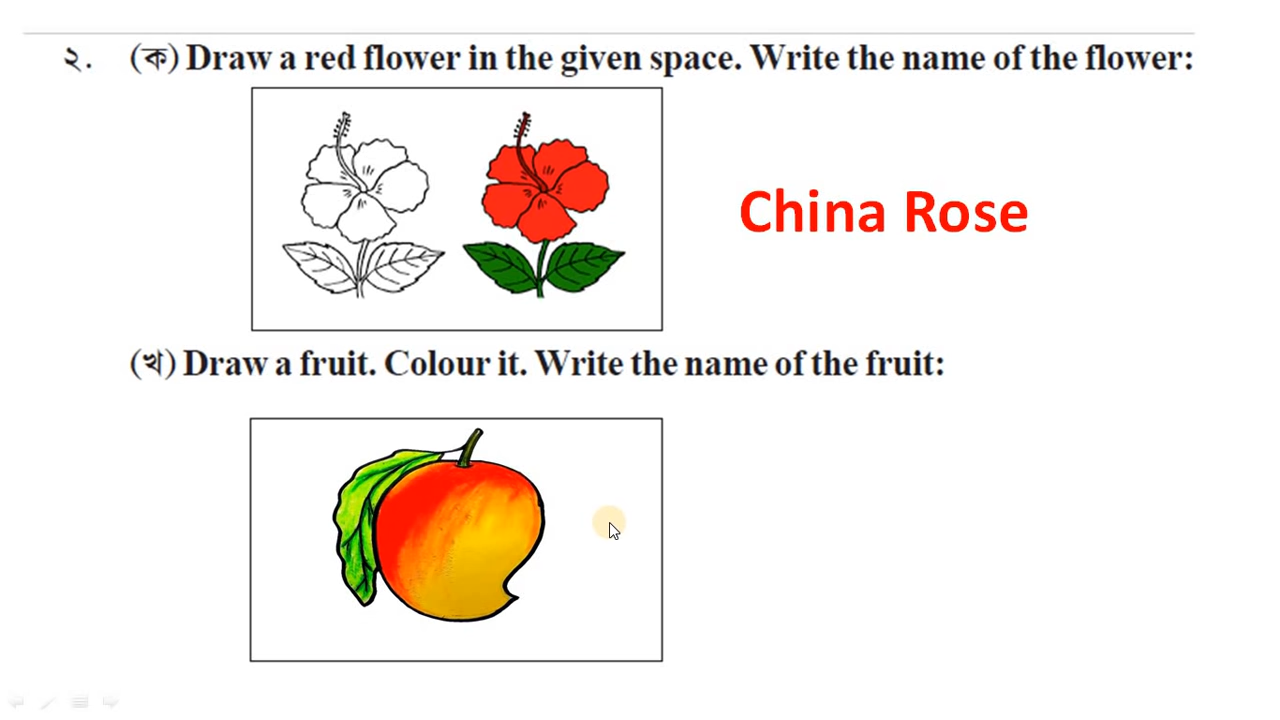 ২. (ক) Draw a red flower in the given space. Write the name of the flower:
China Rose
(খ) Draw a fruit. Colour it. Write the name of the fruit: